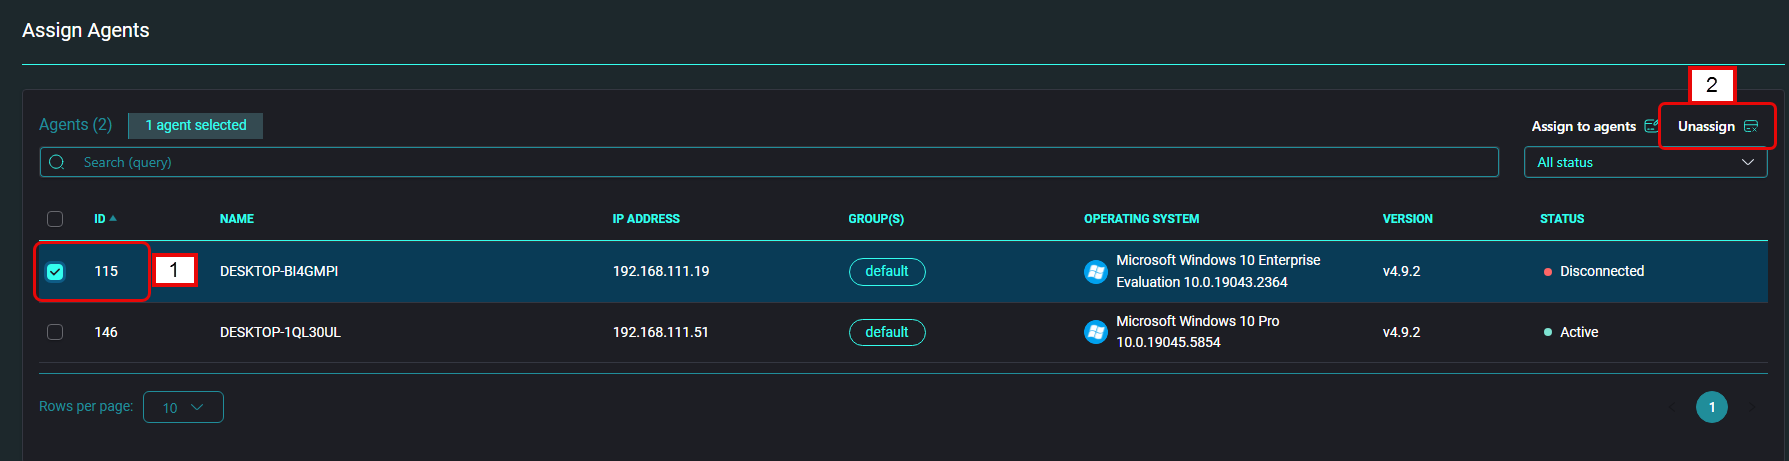 Assign Agents
2
Agents (2) 1 agent selected Assign to agents Unassign
Search (query) All status
ID NAME IP ADDRESS GROUP(S) OPERATING SYSTEM VERSION STATUS
115 1 DESKTOP-BI4GMPI 192.168.111.19 default Microsoft Windows 10 Enterprise v4.9.2 Disconnected
Evaluation 10.0.19043.2364
146 DESKTOP-1QL30UL 192.168.111.51 default Microsoft Windows 10 Pro v4.9.2 Active
10.0.19045.5854
Rows per page: 10 < 1 >